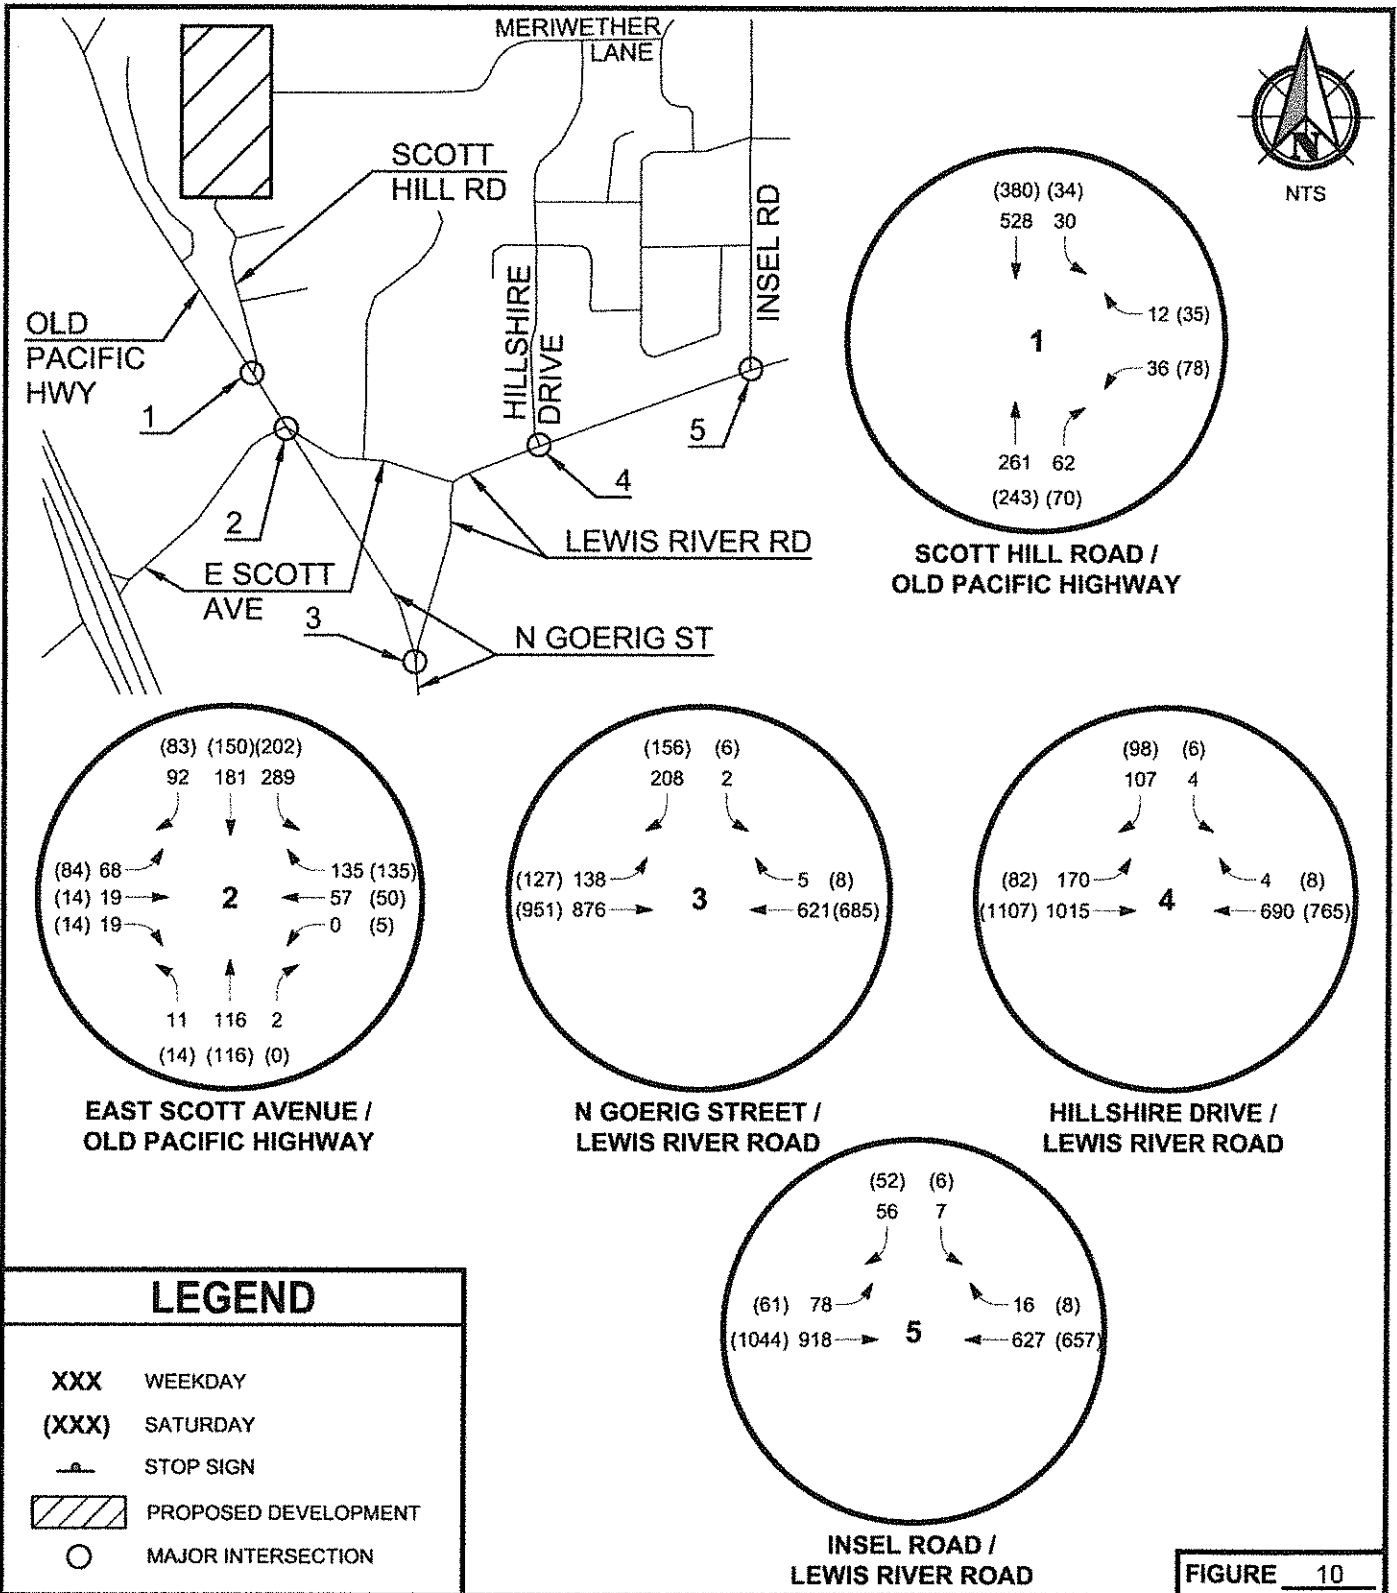 MERIWETHER
LANE
SCOTT
HILL RD
INSEL RD
HILLSHIRE
DRIVE
OLD
PACIFIC
HWY
1
2
3
4
5
E SCOTT
AVE
LEWIS RIVER RD
N GOERIG ST
N
NTS
(380) (34)
528 30
12 (35)
1
36 (78)
261 62
(243) (70)
SCOTT HILL ROAD /
OLD PACIFIC HIGHWAY
(83) (150)(202)
92 181 289
(84) 68 135 (135)
(14) 19 2 57 (50)
(14) 19 0 (5)
11 116 2
(14) (116) (0)
EAST SCOTT AVENUE /
OLD PACIFIC HIGHWAY
(156) (6)
208 2
(127) 138 5 (8)
(951) 876 3 621(685)
N GOERIG STREET /
LEWIS RIVER ROAD
(98) (6)
107 4
(82) 170 4 (8)
(1107) 1015 4 690 (765)
HILLSHIRE DRIVE /
LEWIS RIVER ROAD
(52) (6)
56 7
(61) 78 16 (8)
(1044) 918 5 627 (657)
INSEL ROAD /
LEWIS RIVER ROAD
LEGEND
XXX WEEKDAY
(XXX) SATURDAY
STOP SIGN
PROPOSED DEVELOPMENT
MAJOR INTERSECTION
FIGURE 10